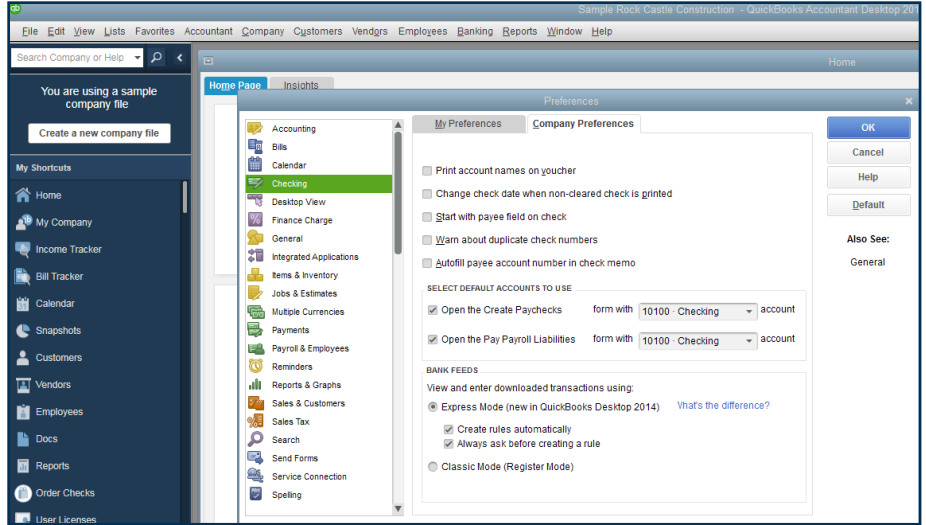 qb
Sample Rock Castle Construction - QuickBooks Accountant Desktop 201
File Edit View Lists Favorites Accountant Company Customers Vendors Employees Banking Reports Window Help
Search Company or Help
Home
You are using a sample
company file
Create a new company file
My Shortcuts
Home
My Company
Income Tracker
Bill Tracker
Calendar
Snapshots
Customers
Vendors
Employees
Docs
Reports
Order Checks
User Licenses
Home Page Insights
Preferences
Accounting
Bills
Calendar
Checking
Desktop View
Finance Charge
General
Integrated Applications
Items & Inventory
Jobs & Estimates
Multiple Currencies
Payments
Payroll & Employees
Reminders
Reports & Graphs
Sales & Customers
Sales Tax
Search
Send Forms
Service Connection
Spelling
My Preferences Company Preferences
Print account names on voucher
Change check date when non-cleared check is printed
Start with payee field on check
Warn about duplicate check numbers
Autofill payee account number in check memo
SELECT DEFAULT ACCOUNTS TO USE
Open the Create Paychecks form with 10100 · Checking account
Open the Pay Payroll Liabilities form with 10100 · Checking account
BANK FEEDS
View and enter downloaded transactions using:
Express Mode (new in QuickBooks Desktop 2014) What's the difference?
Create rules automatically
Always ask before creating a rule
Classic Mode (Register Mode)
OK
Cancel
Help
Default
Also See:
General